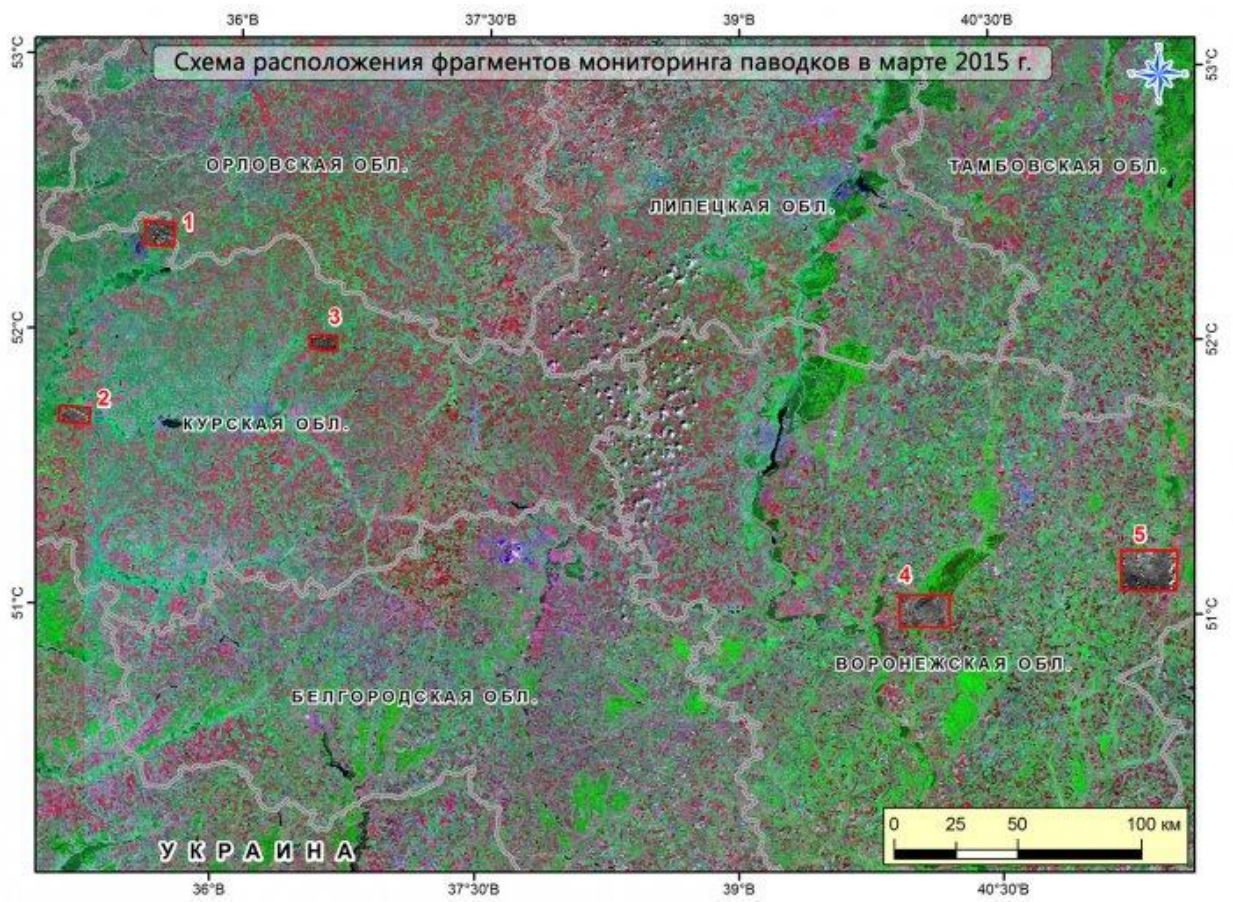 36°В 37°30'В 39°В 40°30'В
53°С
53°С
Схема расположения фрагментов мониторинга паводков в марте 2015 г.
ОРЛОВСКАЯ ОБЛ.
ТАМБОВСКАЯ ОБЛ.
ЛИПЕЦКАЯ ОБЛ.
1
3
52°С
52°С
2
КУРСКАЯ ОБЛ.
5
4
51°С
51°С
ВОРОНЕЖСКАЯ ОБЛ.
БЕЛГОРОДСКАЯ ОБЛ.
УКРАИНА
0 25 50 100 км
36°В 37°30'В 39°В 40°30'В